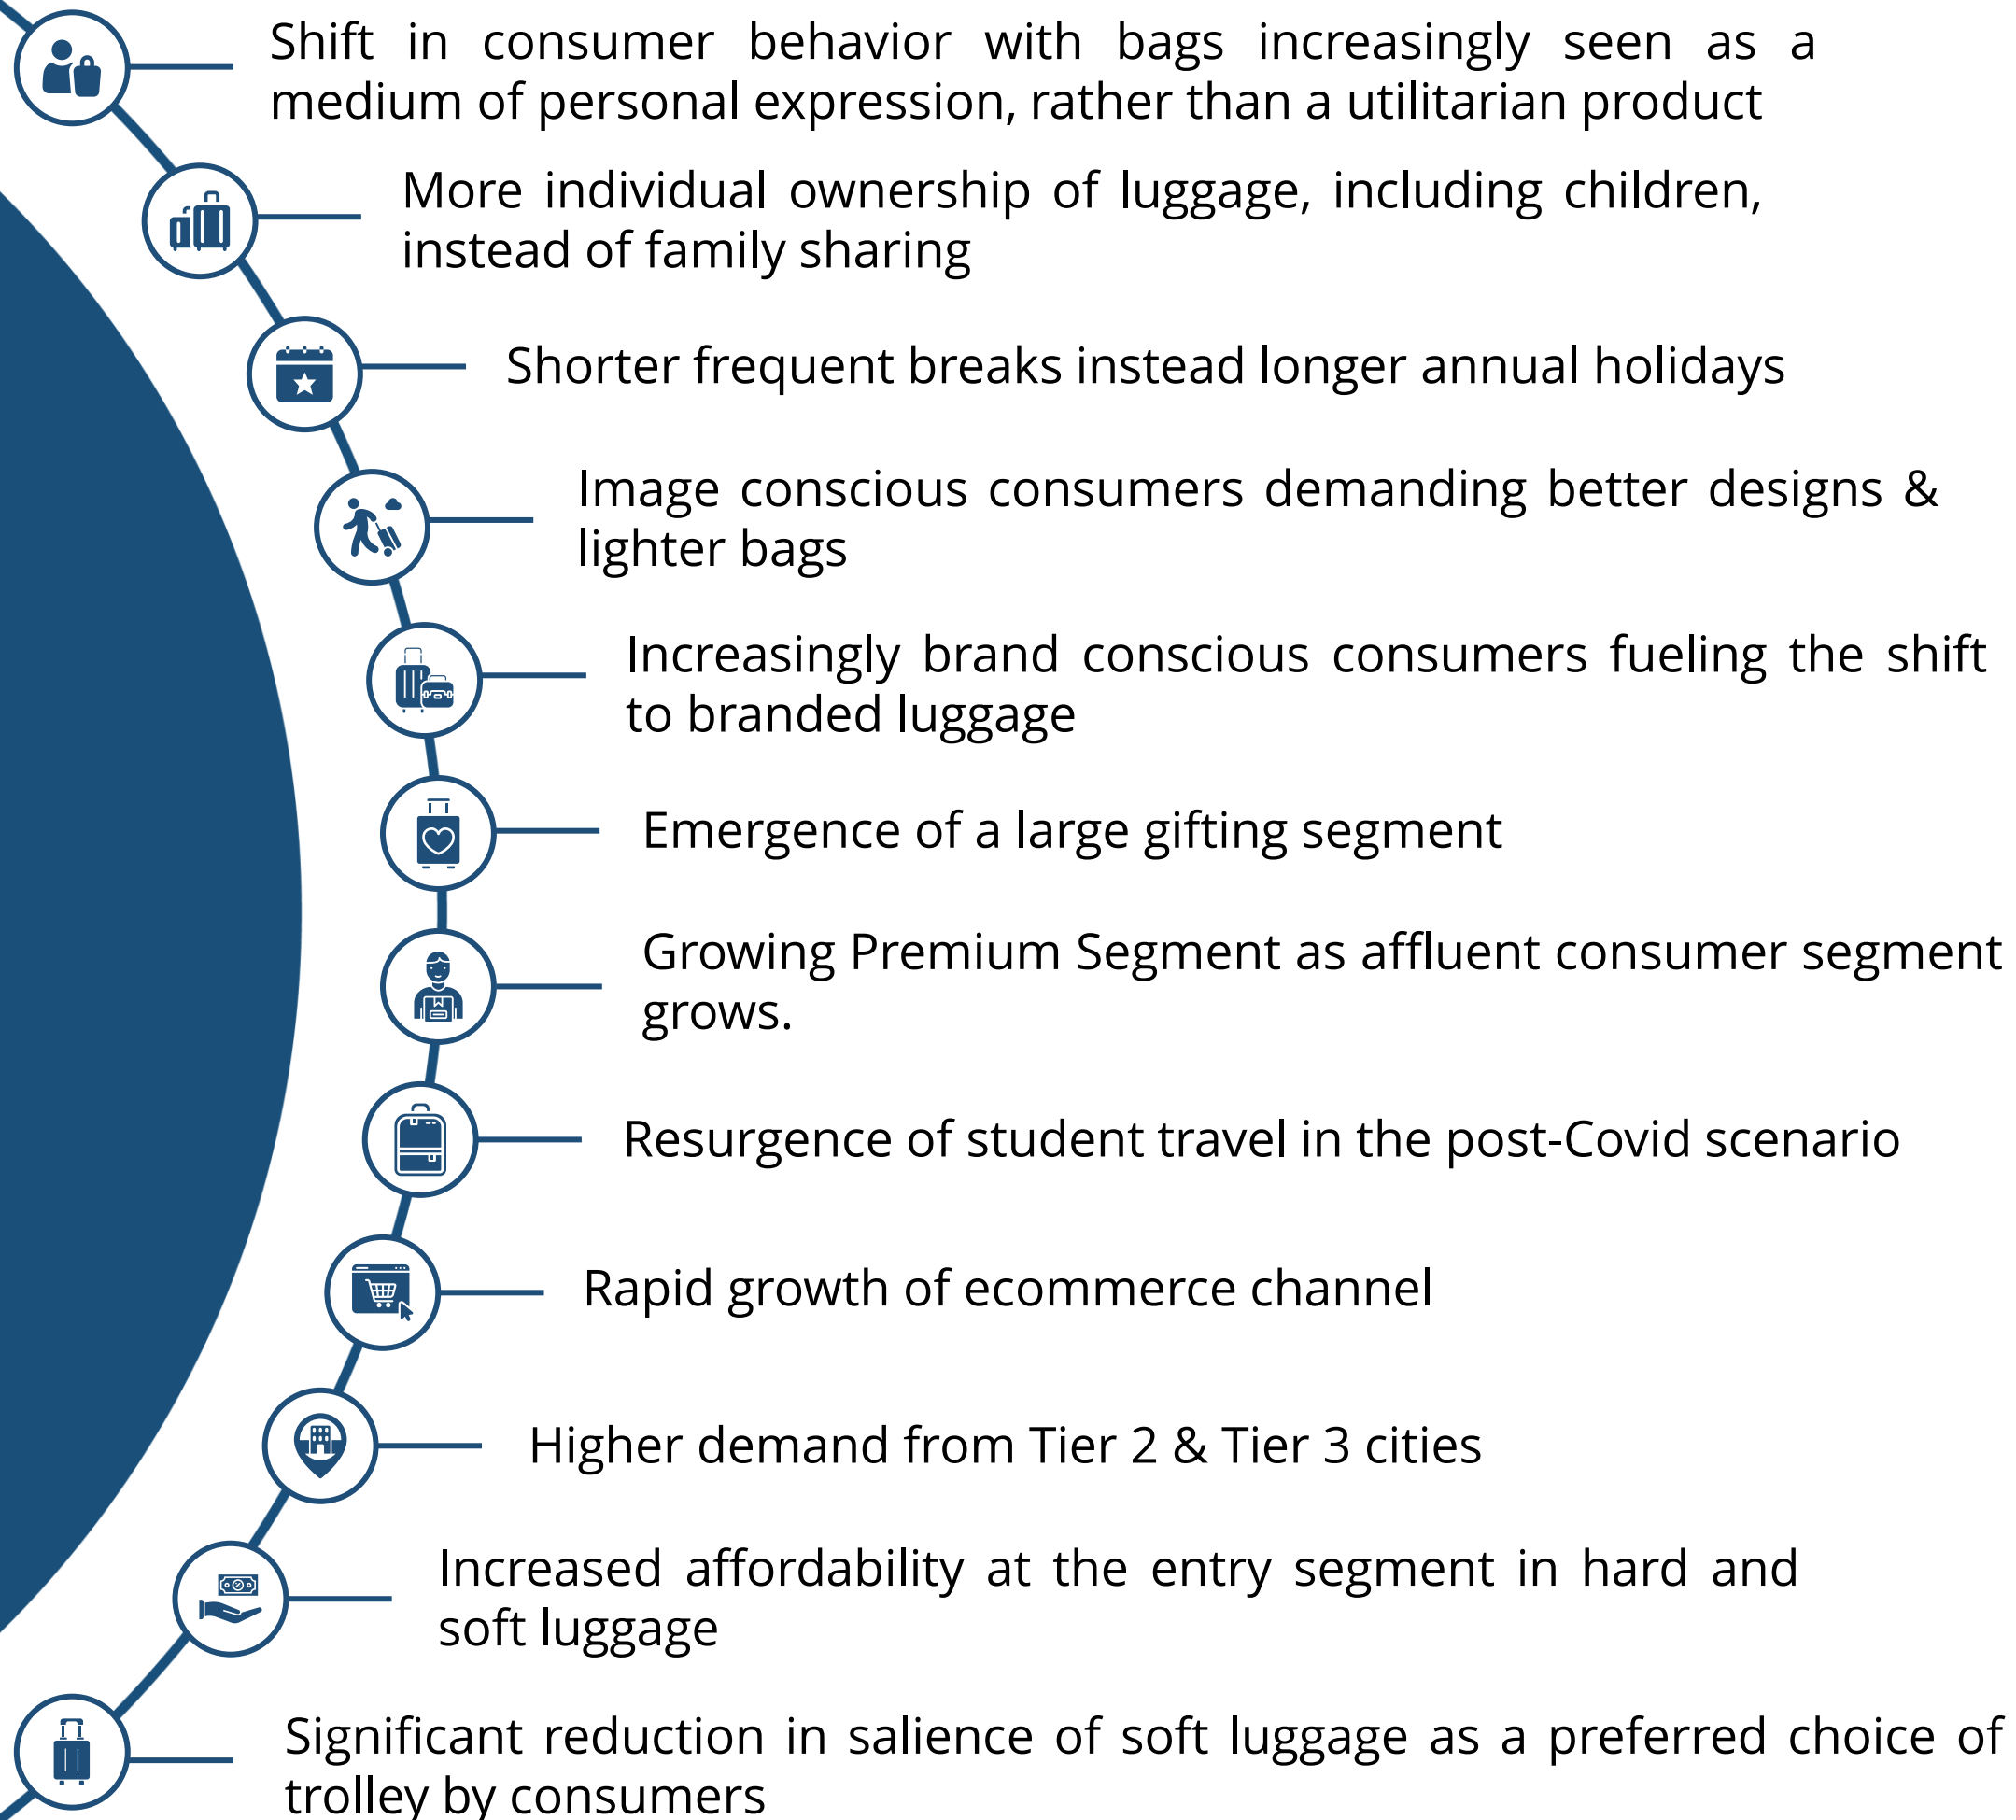 Shift in consumer behavior with bags increasingly seen as a
medium of personal expression, rather than a utilitarian product
More individual ownership of luggage, including children,
instead of family sharing
Shorter frequent breaks instead longer annual holidays
Image conscious consumers demanding better designs &
lighter bags
Increasingly brand conscious consumers fueling the shift
to branded luggage
Emergence of a large gifting segment
Growing Premium Segment as affluent consumer segment
grows.
Resurgence of student travel in the post-Covid scenario
Rapid growth of ecommerce channel
Higher demand from Tier 2 & Tier 3 cities
Increased affordability at the entry segment in hard and
soft luggage
Significant reduction in salience of soft luggage as a preferred choice of
trolley by consumers